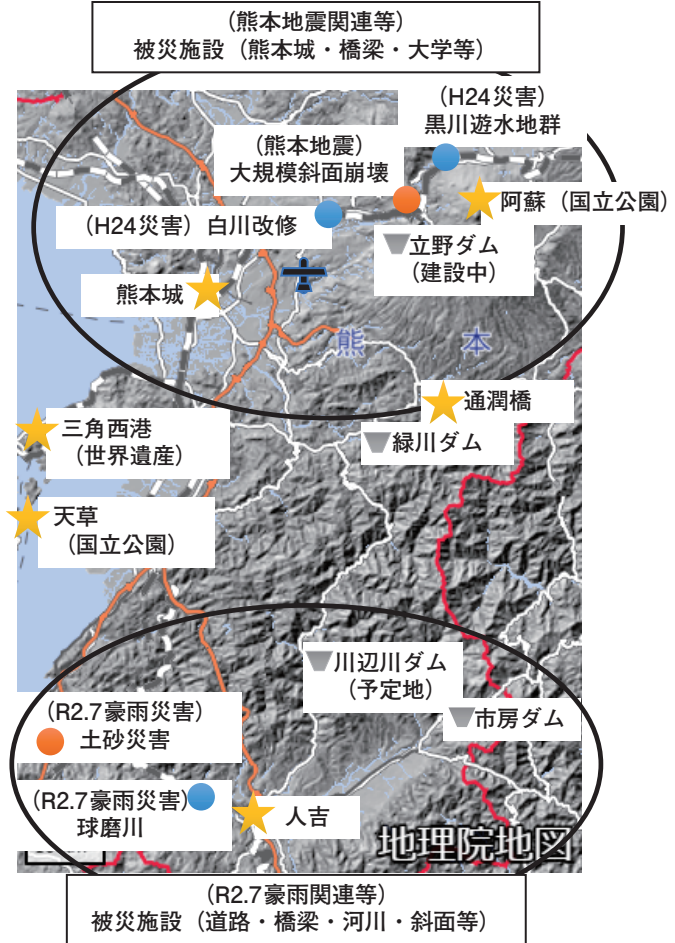 (熊本地震関連等)
被災施設（熊本城・橋梁・大学等）
(H24災害)
黒川遊水地群
(熊本地震)
大規模斜面崩壊
阿蘇（国立公園）
(H24災害) 白川改修
立野ダム
(建設中)
熊本城
熊 本
通潤橋
三角西港
(世界遺産)
緑川ダム
天草
(国立公園)
川辺川ダム
(予定地)
(R2.7豪雨災害)
土砂災害
市房ダム
(R2.7豪雨災害)
球磨川
人吉
地理院地図
(R2.7豪雨関連等)
被災施設（道路・橋梁・河川・斜面等）